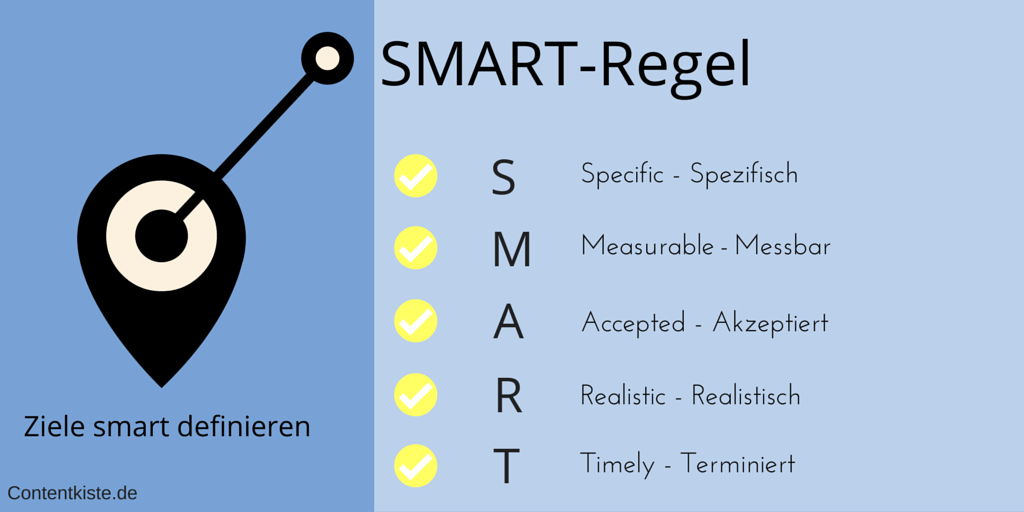 SMART-Regel
S Specific - Spezifisch
M Measurable - Messbar
A Accepted - Akzeptiert
R Realistic - Realistisch
T Timely - Terminiert
Ziele smart definieren
Contentkiste.de